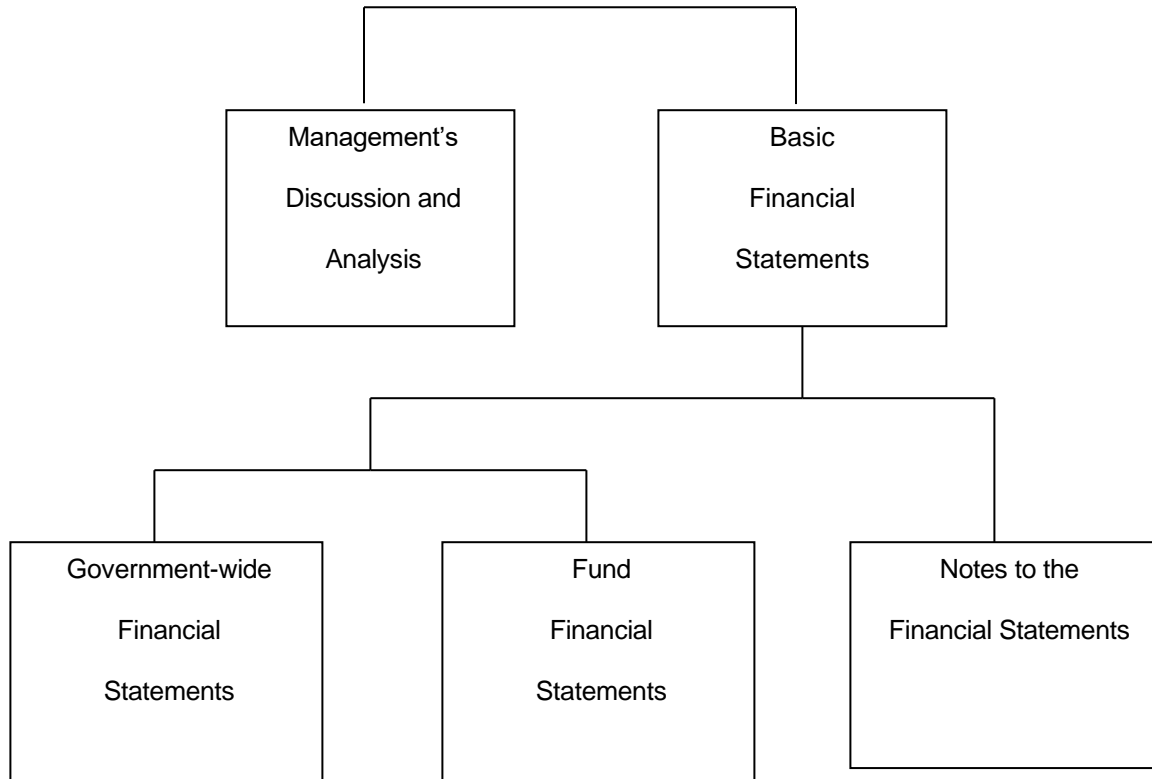 Management’s
Discussion and
Analysis
Basic
Financial
Statements
Government-wide
Financial
Statements
Fund
Financial
Statements
Notes to the
Financial Statements